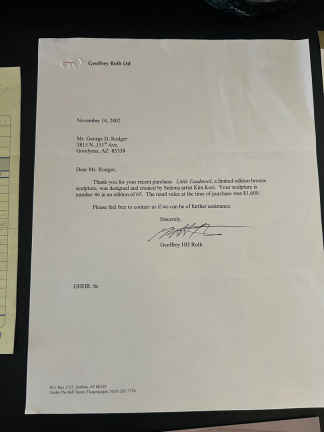 Geoffrey Roth Ltd
November 14, 2002
Mr. George D. Rodger
Goodyear, AZ 85338
Dear Mr. Rodger,
Thank you for your recent purchase. Little Goodwool, a limited edition bronze
sculpture, was designed and created by Sedona artist Kim Kori. Your sculpture is
number 46 in an edition of 65. The retail value at the time of purchase was $1,600.
Please feel free to contact us if we can be of further assistance.
Sincerely,
Geoffrey Hill Roth